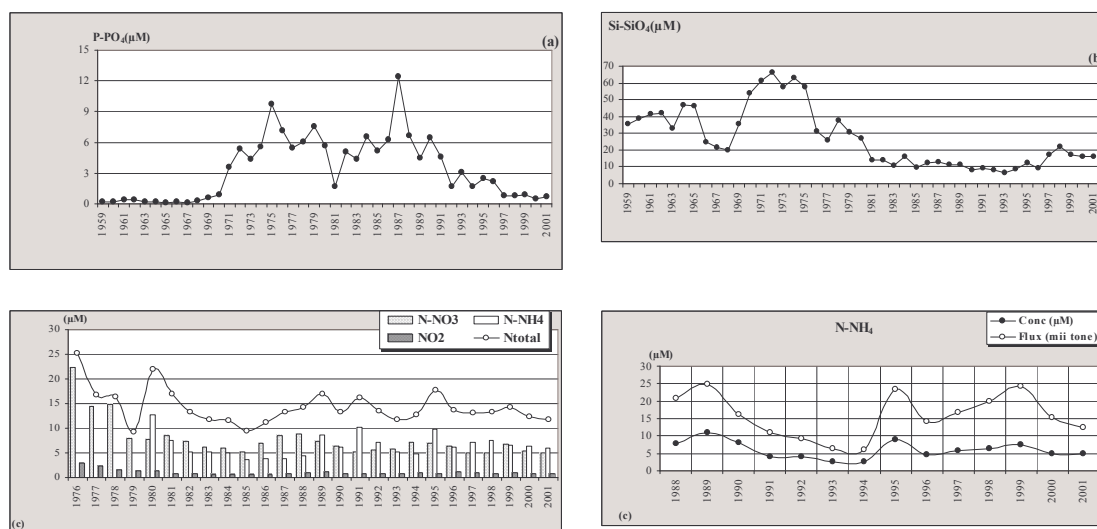 P-PO4(µM)
(a)
15
12
9
6
3
0
1959 1961 1963 1965 1967 1969 1971 1973 1975 1977 1979 1981 1983 1985 1987 1989 1991 1993 1995 1997 1999 2001
Si-SiO4(µM)
(b
70
60
50
40
30
20
10
0
1959 1961 1963 1965 1967 1969 1971 1973 1975 1977 1979 1981 1983 1985 1987 1989 1991 1993 1995 1997 1999 2001
(µM)
N-NO3 N-NH4
NO2 Ntotal
30
25
20
15
10
5
0
1976 1977 1978 1979 1980 1981 1982 1983 1984 1985 1986 1987 1988 1989 1990 1991 1992 1993 1994 1995 1996 1997 1998 1999 2000 2001
(c)
N-NH4
Conc (µM)
Flux (mii tone)
(µM)
30
25
20
15
10
5
0
1988 1989 1990 1991 1992 1993 1994 1995 1996 1997 1998 1999 2000 2001
(c)